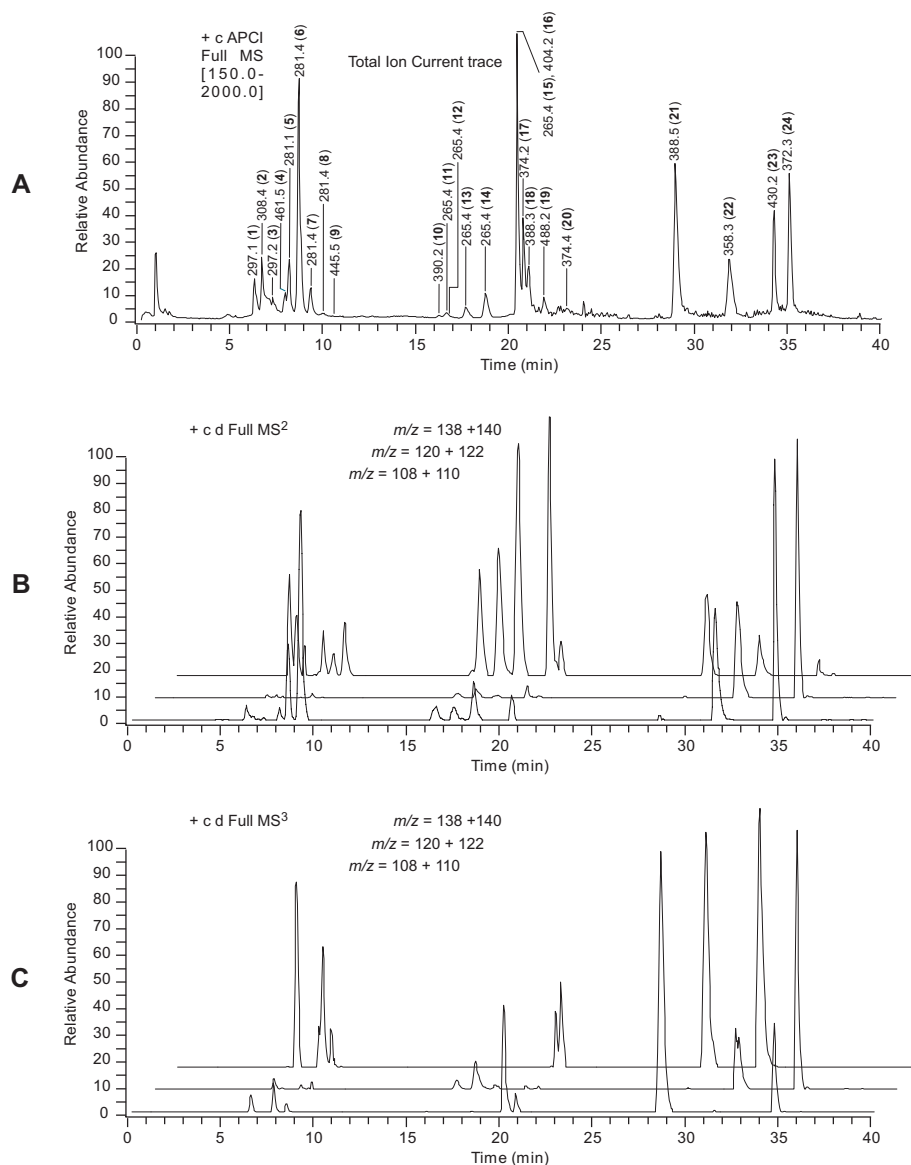 A
+ c APCI
Full MS
[150.0-
2000.0]
Total Ion Current trace
297.1 (1)
308.4 (2)
297.2 (3)
461.5 (4)
281.1 (5)
281.4 (6)
281.4 (7)
281.4 (8)
445.5 (9)
390.2 (10)
265.4 (11)
265.4 (12)
265.4 (13)
265.4 (14)
265.4 (15), 404.2 (16)
374.2 (17)
388.3 (18)
488.2 (19)
374.4 (20)
388.5 (21)
358.3 (22)
430.2 (23)
372.3 (24)
Relative Abundance
100
90
80
70
60
50
40
30
20
10
0
0 5 10 15 20 25 30 35 40
Time (min)
B
+ c d Full MS2
m/z = 138 +140
m/z = 120 + 122
m/z = 108 + 110
Relative Abundance
100
90
80
70
60
50
40
30
20
10
0
0 5 10 15 20 25 30 35 40
Time (min)
C
+ c d Full MS3
m/z = 138 +140
m/z = 120 + 122
m/z = 108 + 110
Relative Abundance
100
90
80
70
60
50
40
30
20
10
0
0 5 10 15 20 25 30 35 40
Time (min)